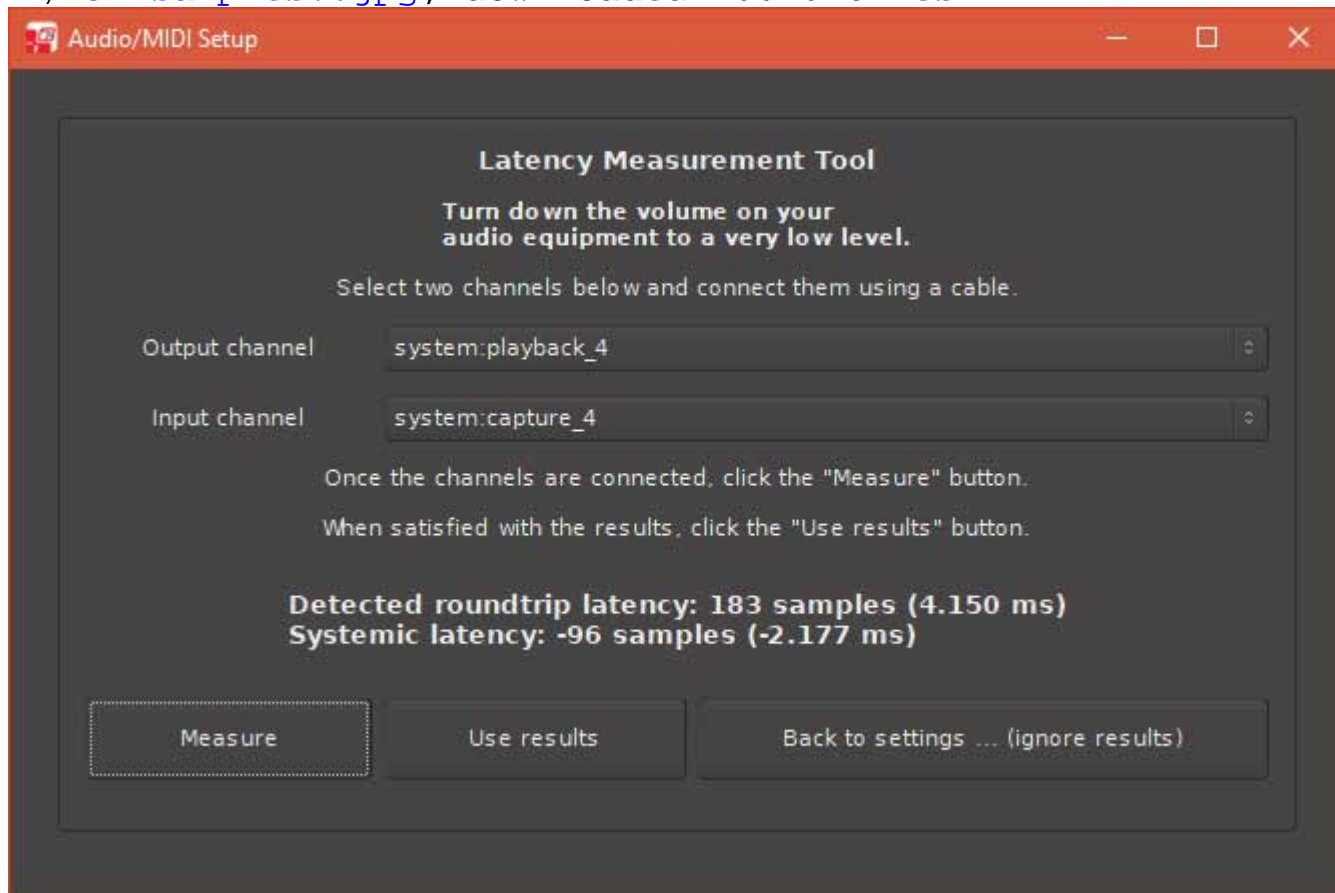 Audio/MIDI Setup
Latency Measurement Tool
Turn down the volume on your
audio equipment to a very low level.
Select two channels below and connect them using a cable.
Output channel system:playback_4
Input channel system:capture_4
Once the channels are connected, click the "Measure" button.
When satisfied with the results, click the "Use results" button.
Detected roundtrip latency: 183 samples (4.150 ms)
Systemic latency: -96 samples (-2.177 ms)
Measure Use results Back to settings ... (ignore results)